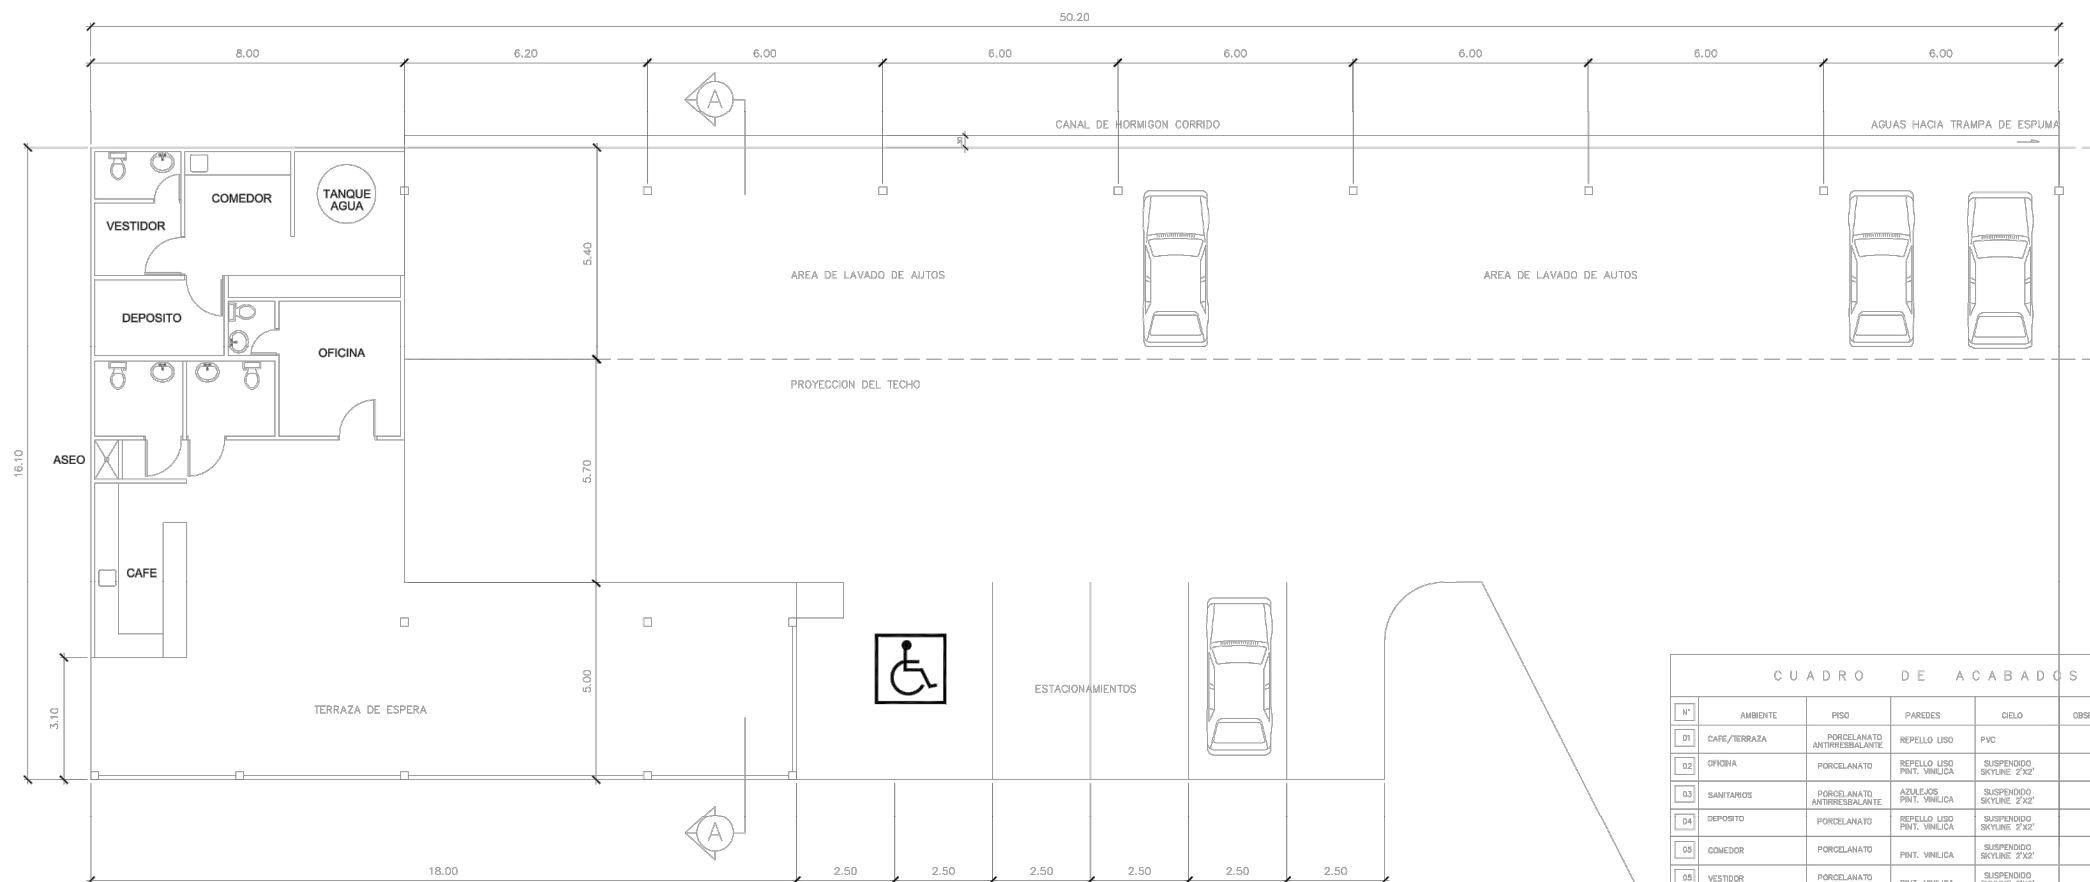 50.20
8.00
6.20
6.00
6.00
6.00
6.00
6.00
6.00
A
CANAL DE HORMIGON CORRIDO
AGUAS HACIA TRAMPA DE ESPUMA
COMEDOR
TANQUE
AGUA
VESTIDOR
5.40
AREA DE LAVADO DE AUTOS
AREA DE LAVADO DE AUTOS
DEPOSITO
OFICINA
PROYECCION DEL TECHO
16.10
ASEO
5.70
CAFE
5.00
3.10
TERRAZA DE ESPERA
ESTACIONAMIENTOS
A
18.00
2.50
2.50
2.50
2.50
2.50
2.50
CUADRO DE ACABADOS
N° AMBIENTE PISO PAREDES CIELO OBSE
01 CAFE/TERRAZA PORCELANATO ANTIRRESBALANTE REPELLO LISO PVC
02 OFICINA PORCELANATO REPELLO LISO PINT. VINILICA SUSPENDIDO SKYLINE 2'X2'
03 SANITARIOS PORCELANATO ANTIRRESBALANTE AZULEJOS PINT. VINILICA SUSPENDIDO SKYLINE 2'X2'
04 DEPOSITO PORCELANATO REPELLO LISO PINT. VINILICA SUSPENDIDO SKYLINE 2'X2'
05 COMEDOR PORCELANATO PINT. VINILICA SUSPENDIDO SKYLINE 2'X2'
05 VESTIDOR PORCELANATO SUSPENDIDO